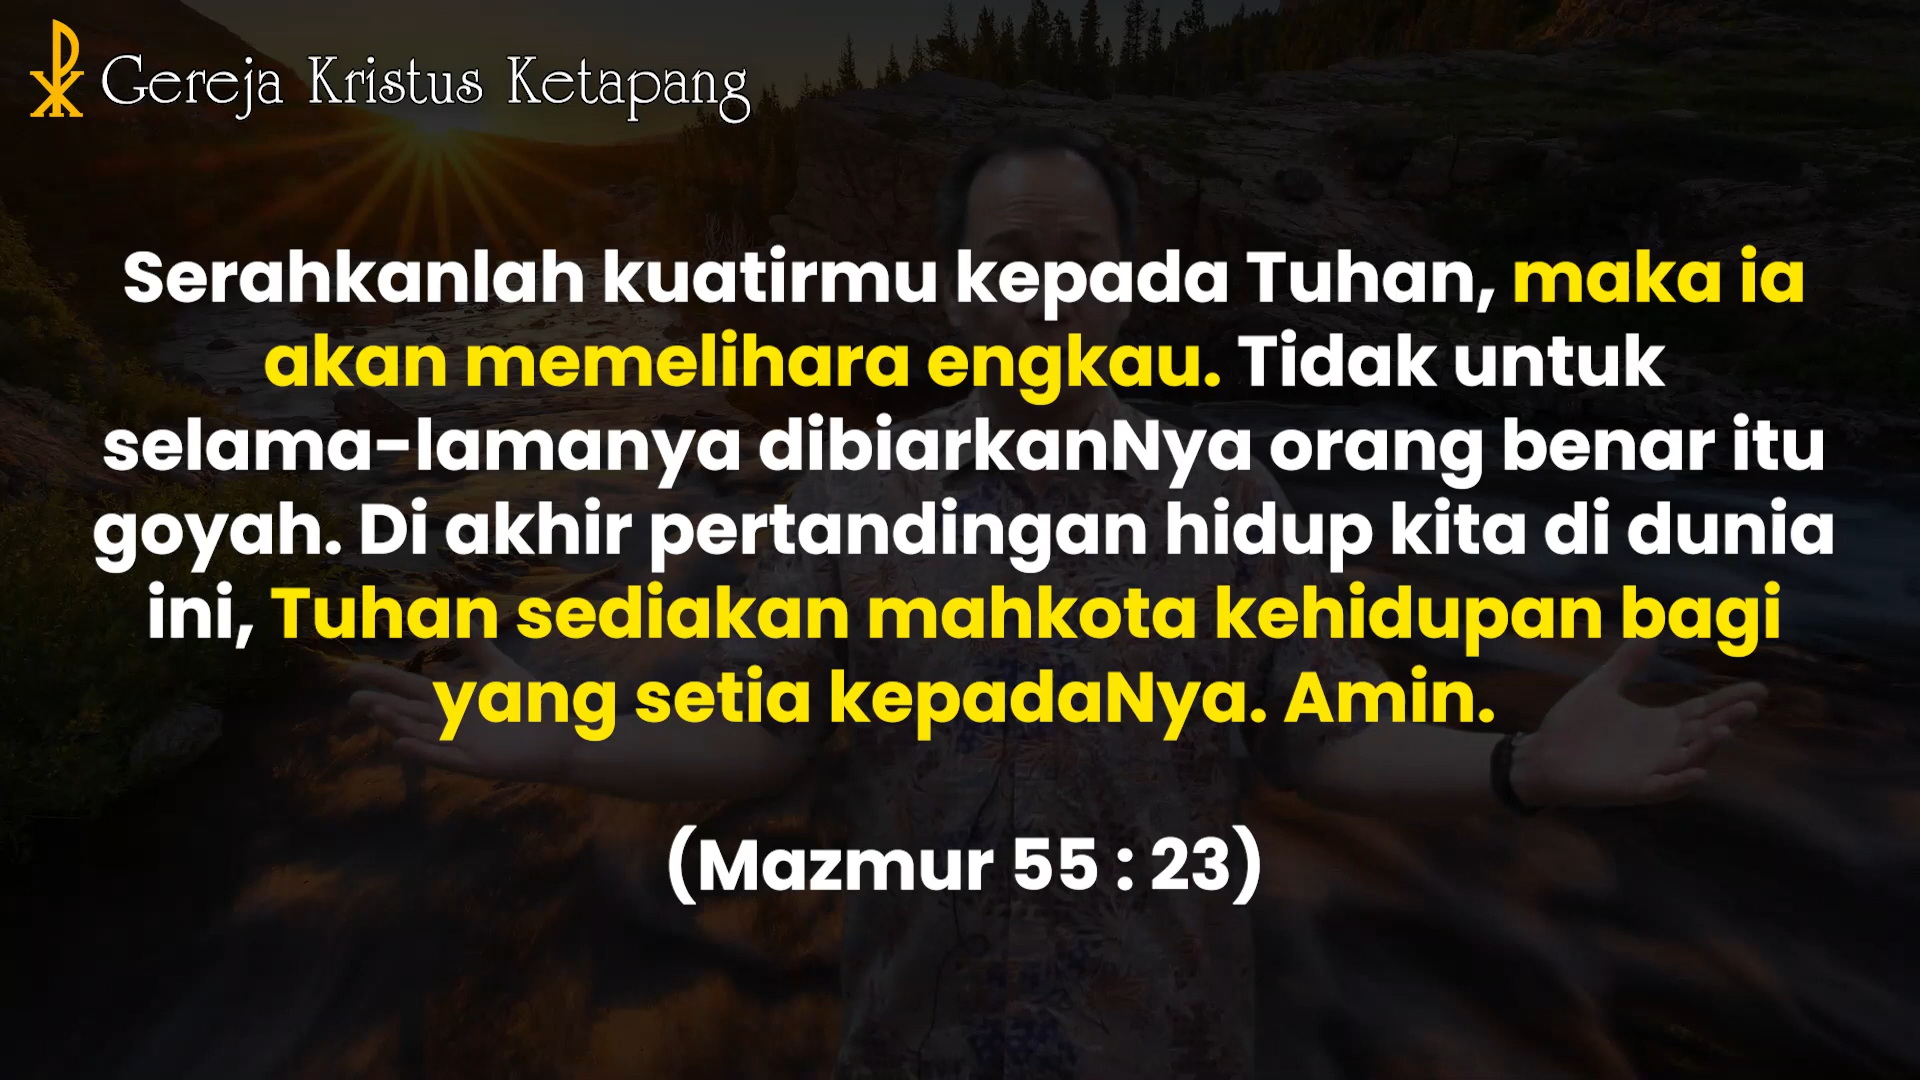 Gereja Kristus Ketapang
Serahkanlah kuatirmu kepada Tuhan, maka ia
akan memelihara engkau. Tidak untuk
selama-lamanya dibiarkanNya orang benar itu
goyah. Di akhir pertandingan hidup kita di dunia
ini, Tuhan sediakan mahkota kehidupan bagi
yang setia kepadaNya. Amin.
(Mazmur 55 : 23)